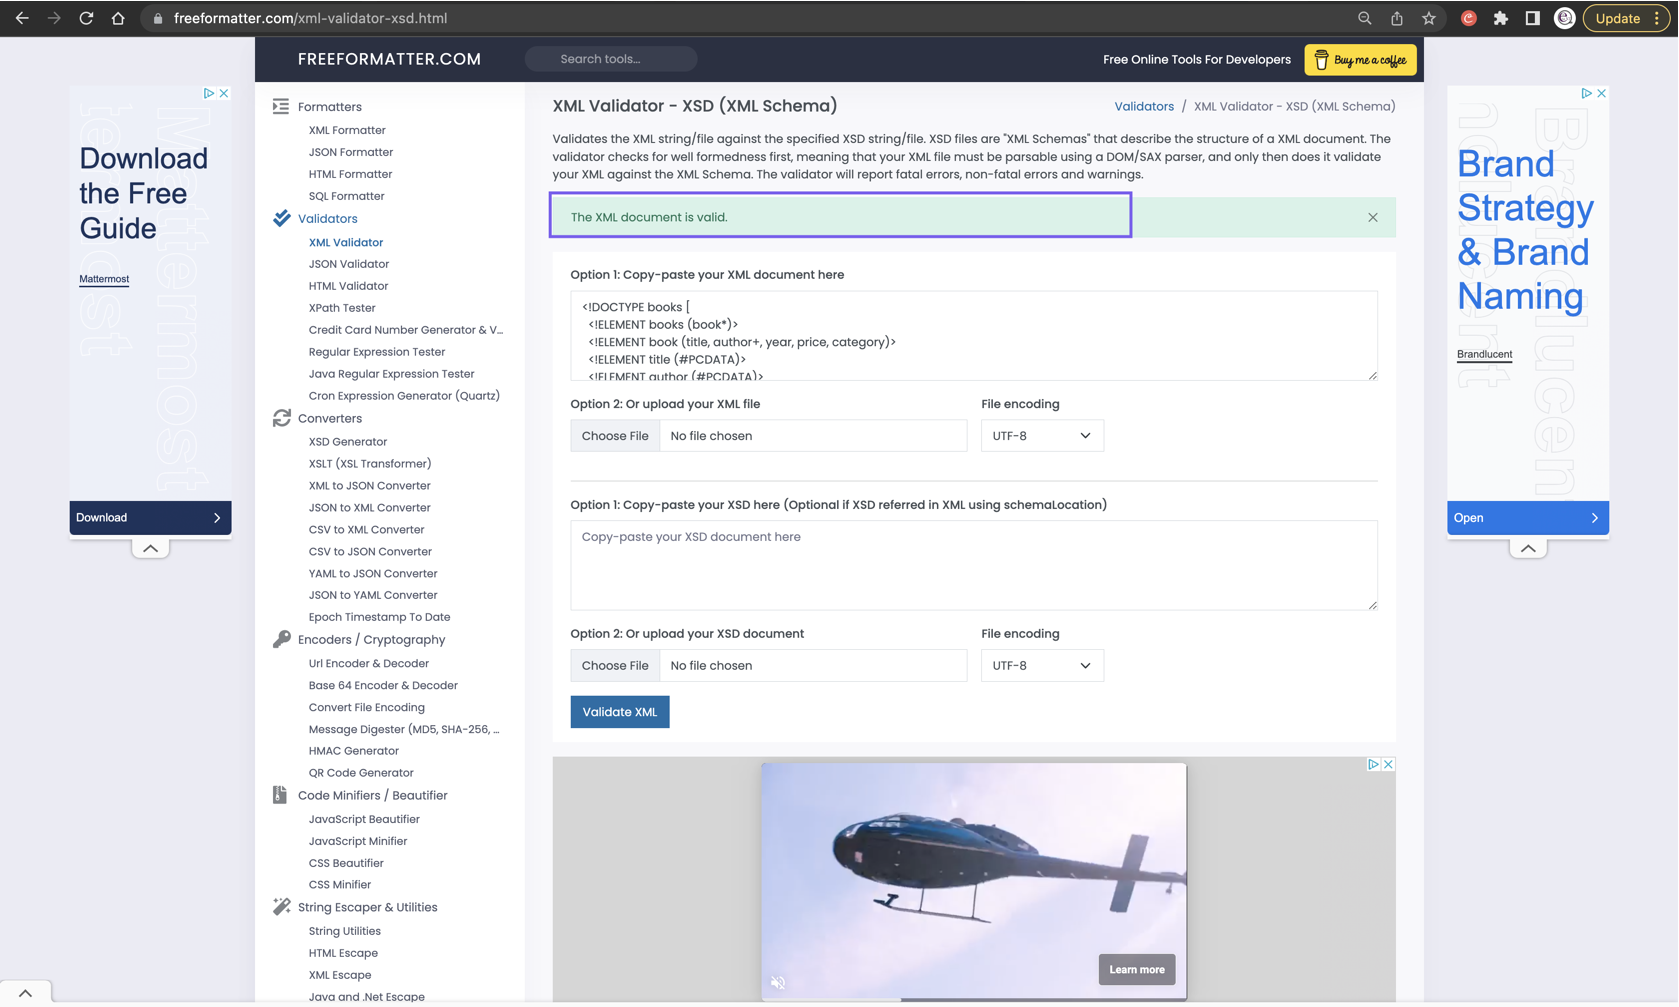 freeformatter.com/xml-validator-xsd.html
Update
FREEFORMATTER.COM
Search tools...
Free Online Tools For Developers
Buy me a coffee
Download
the Free
Guide
Mattermost
Download
Formatters
XML Formatter
JSON Formatter
HTML Formatter
SQL Formatter
Validators
XML Validator
JSON Validator
HTML Validator
XPath Tester
Credit Card Number Generator & V...
Regular Expression Tester
Java Regular Expression Tester
Cron Expression Generator (Quartz)
Converters
XSD Generator
XSLT (XSL Transformer)
XML to JSON Converter
JSON to XML Converter
CSV to XML Converter
CSV to JSON Converter
YAML to JSON Converter
JSON to YAML Converter
Epoch Timestamp To Date
Encoders / Cryptography
Url Encoder & Decoder
Base 64 Encoder & Decoder
Convert File Encoding
Message Digester (MD5, SHA-256, ...
HMAC Generator
QR Code Generator
Code Minifiers / Beautifier
JavaScript Beautifier
JavaScript Minifier
CSS Beautifier
CSS Minifier
String Escaper & Utilities
String Utilities
HTML Escape
XML Escape
Java and .Net Escape
XML Validator - XSD (XML Schema)
Validators / XML Validator - XSD (XML Schema)
Validates the XML string/file against the specified XSD string/file. XSD files are "XML Schemas" that describe the structure of a XML document. The
validator checks for well formedness first, meaning that your XML file must be parsable using a DOM/SAX parser, and only then does it validate
your XML against the XML Schema. The validator will report fatal errors, non-fatal errors and warnings.
The XML document is valid.
Option 1: Copy-paste your XML document here
<!DOCTYPE books [
<!ELEMENT books (book*)>
<!ELEMENT book (title, author+, year, price, category)>
<!ELEMENT title (#PCDATA)>
<!ELEMENT author (#PCDATA)>
Option 2: Or upload your XML file
File encoding
Choose File No file chosen
UTF-8
Option 1: Copy-paste your XSD here (Optional if XSD referred in XML using schemaLocation)
Copy-paste your XSD document here
Option 2: Or upload your XSD document
File encoding
Choose File No file chosen
UTF-8
Validate XML
Learn more
Brand
Strategy
& Brand
Naming
Brandlucent
Open